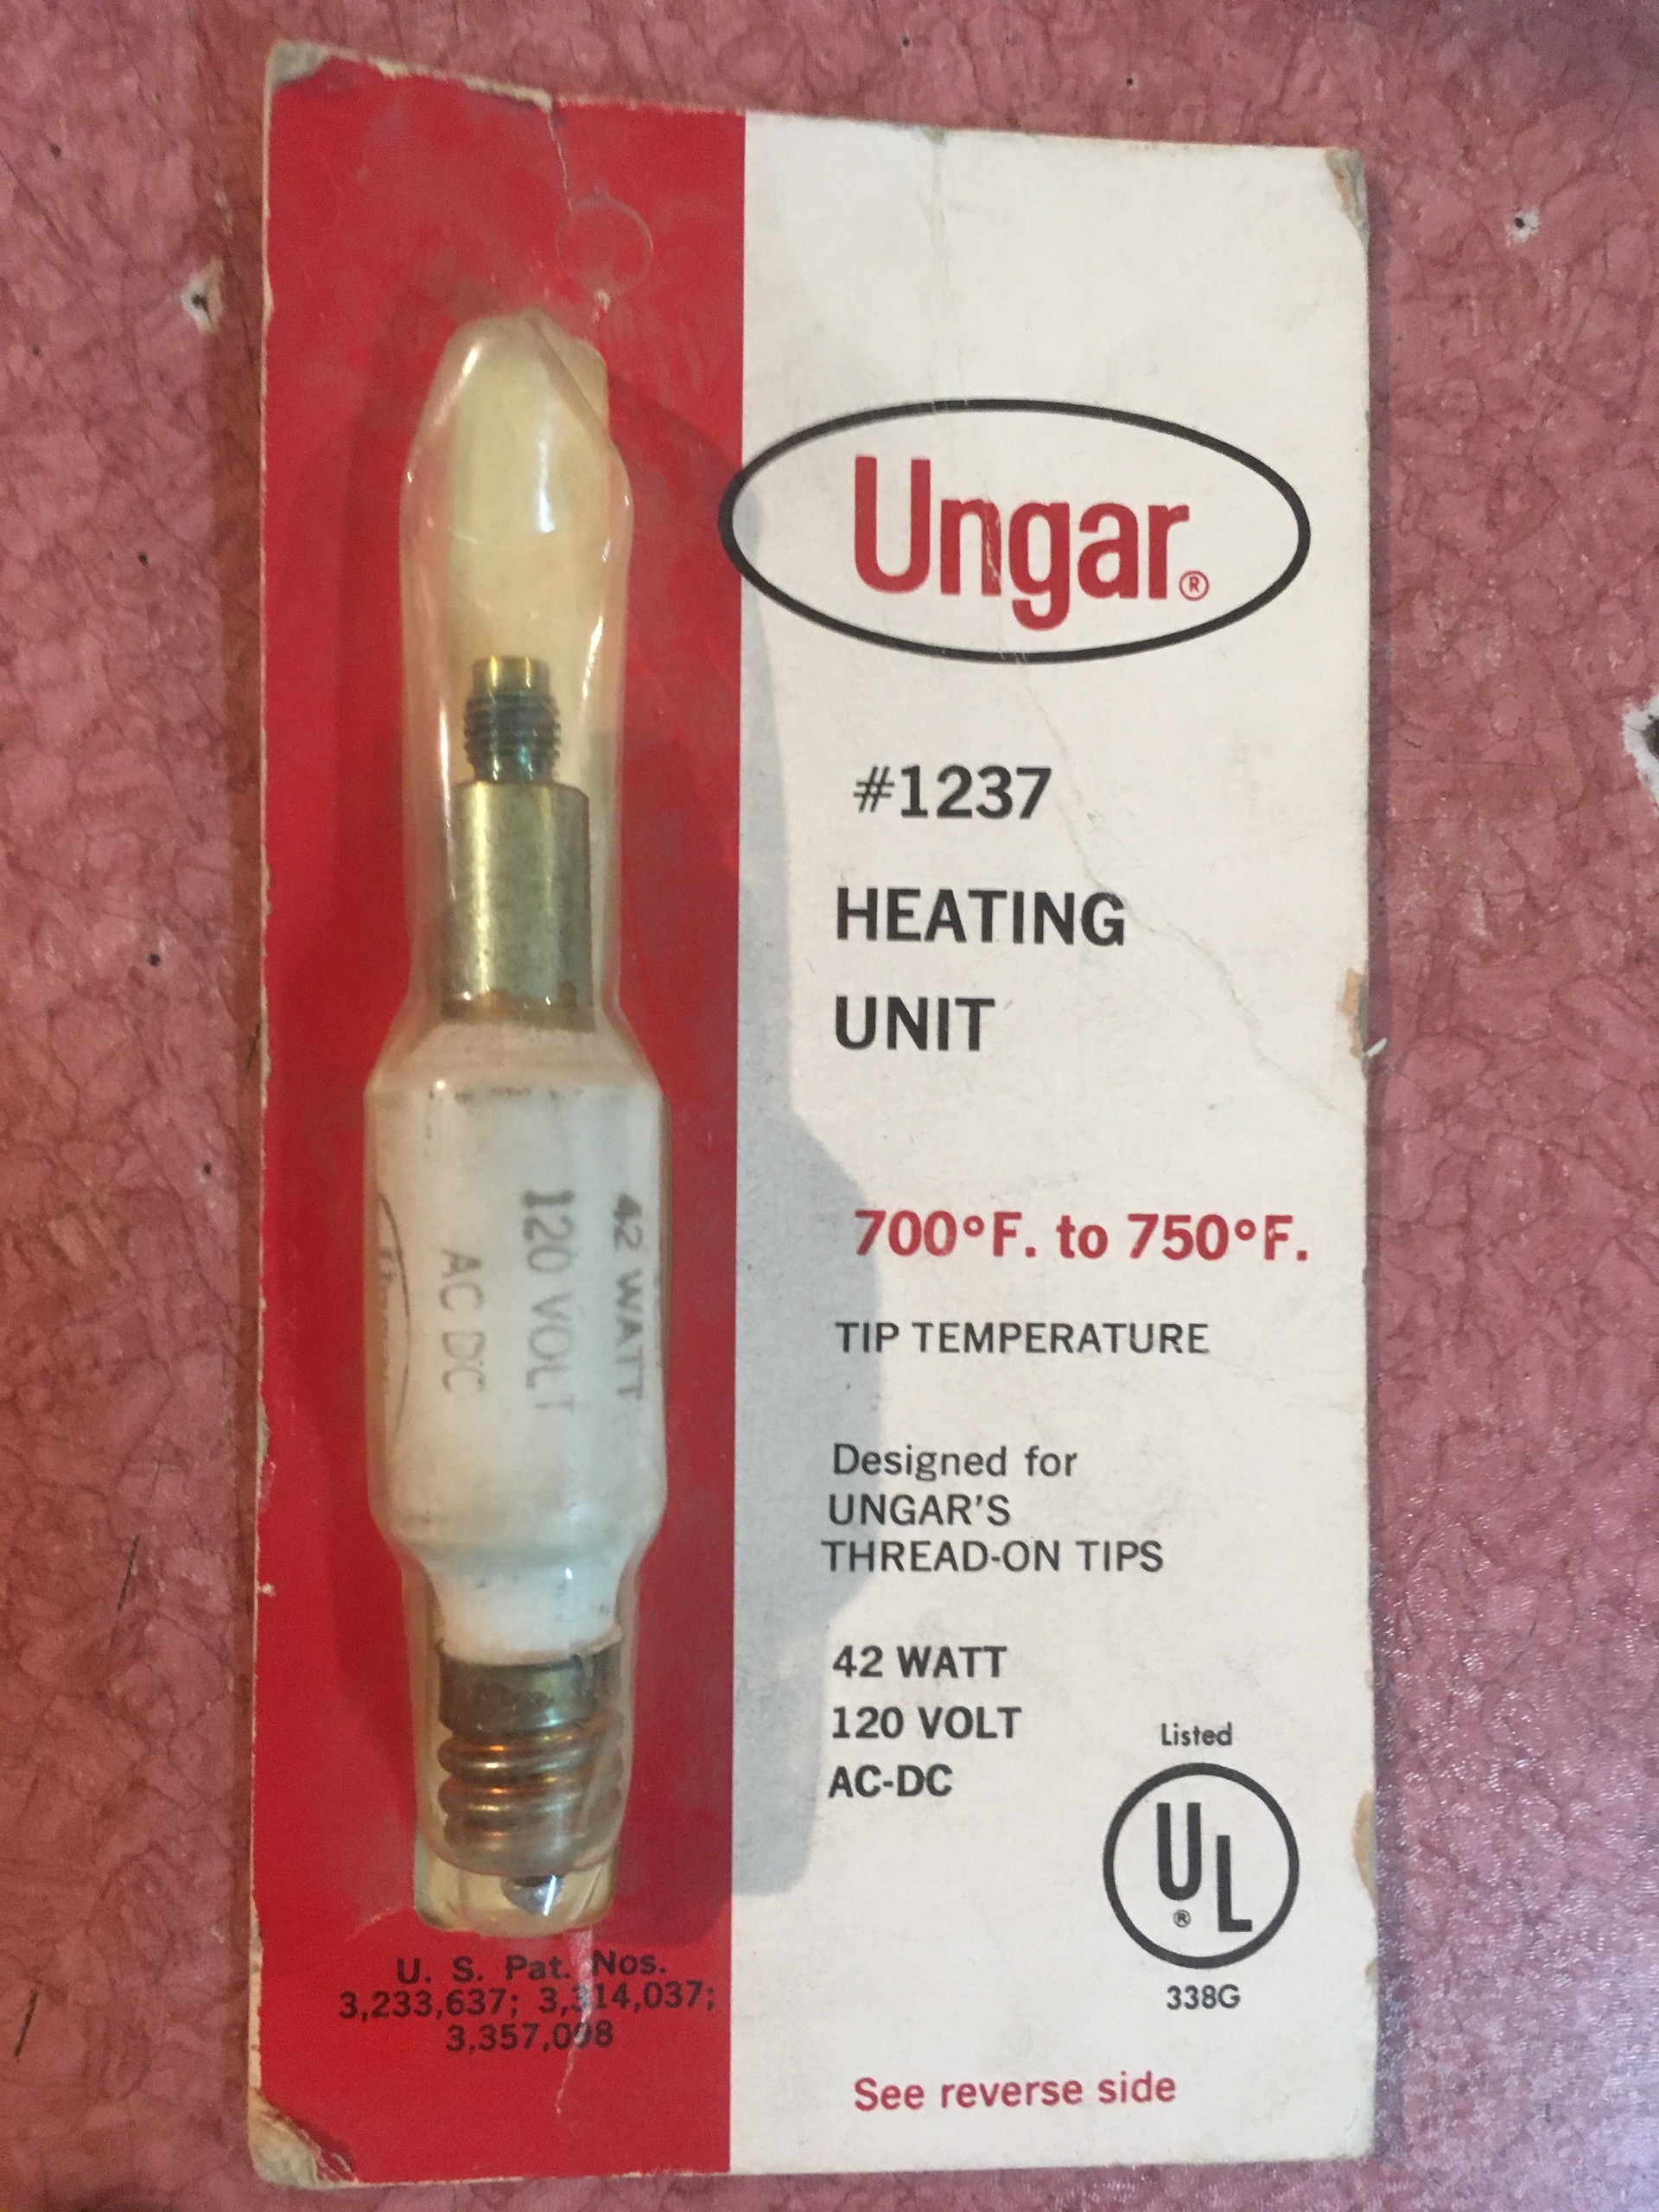 Ungar®
#1237
HEATING
UNIT
700°F. to 750°F.
TIP TEMPERATURE
Designed for
UNGAR'S
THREAD-ON TIPS
42 WATT
120 VOLT
AC-DC
Listed
UL
®
338G
See reverse side
42 WATT
120 VOLT
AC DC
Ungar
U. S. Pat. Nos.
3,233,637; 3,314,037;
3,357,098